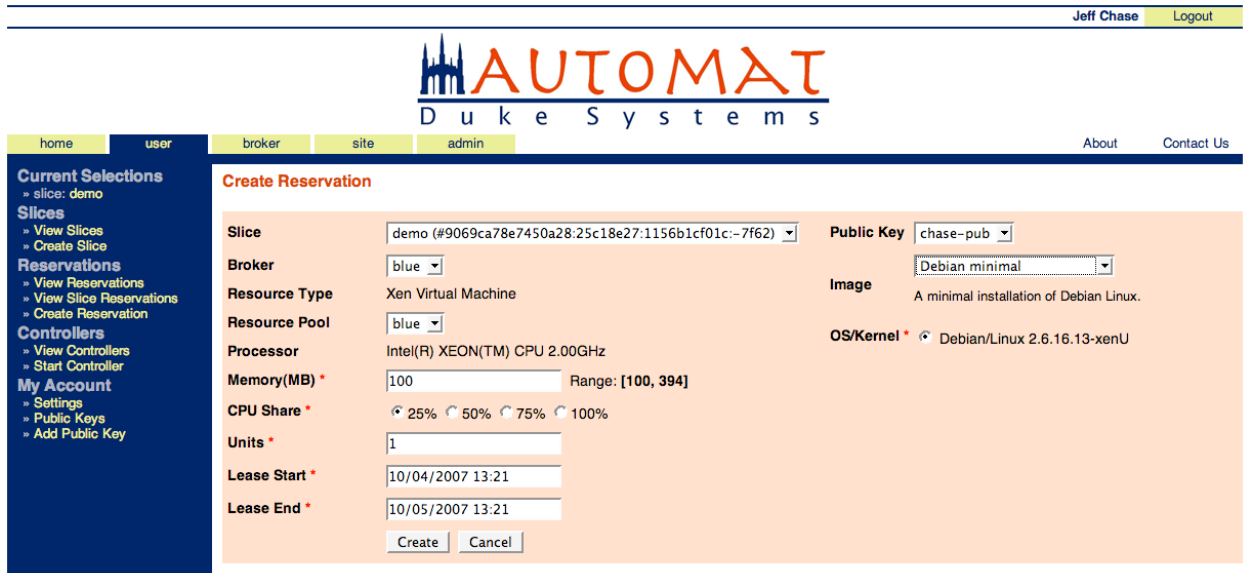 Jeff Chase Logout
AUTOMAT
Duke Systems
home user broker site admin About Contact Us
Current Selections
» slice: demo
Slices
» View Slices
» Create Slice
Reservations
» View Reservations
» View Slice Reservations
» Create Reservation
Controllers
» View Controllers
» Start Controller
My Account
» Settings
» Public Keys
» Add Public Key
Create Reservation
Slice demo (#9069ca78e7450a28:25c18e27:1156b1cf01c:-7f62)
Broker blue
Resource Type Xen Virtual Machine
Resource Pool blue
Processor Intel(R) XEON(TM) CPU 2.00GHz
Memory(MB) * 100 Range: [100, 394]
CPU Share * 25% 50% 75% 100%
Units * 1
Lease Start * 10/04/2007 13:21
Lease End * 10/05/2007 13:21
Create Cancel
Public Key chase-pub
Image Debian minimal
A minimal installation of Debian Linux.
OS/Kernel * Debian/Linux 2.6.16.13-xenU